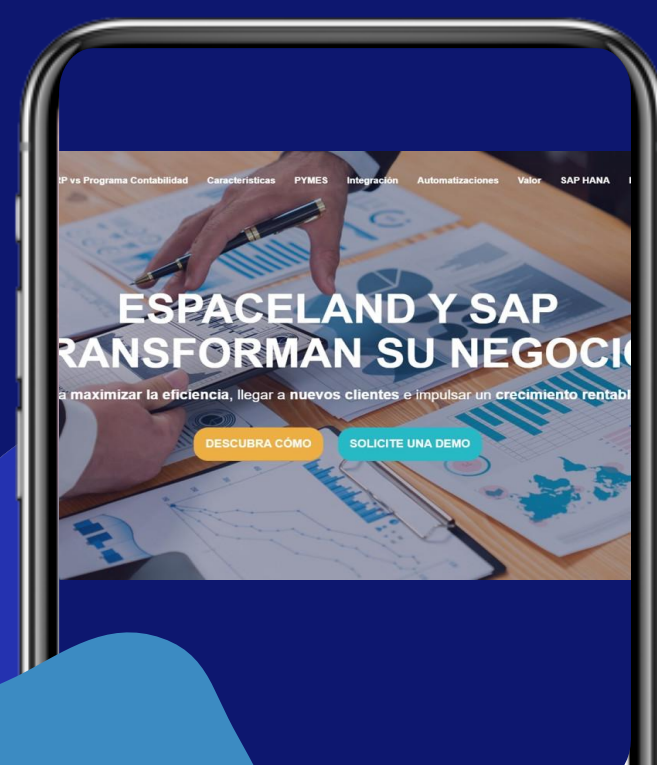 RP vs Programa Contabilidad Características PYMES Integración Automatizaciones Valor SAP HANA
ESPACELAND Y SAP
RANSFORMAN SU NEGOCI
a maximizar la eficiencia, llegar a nuevos clientes e impulsar un crecimiento rentabl
DESCUBRA CÓMO SOLICITE UNA DEMO